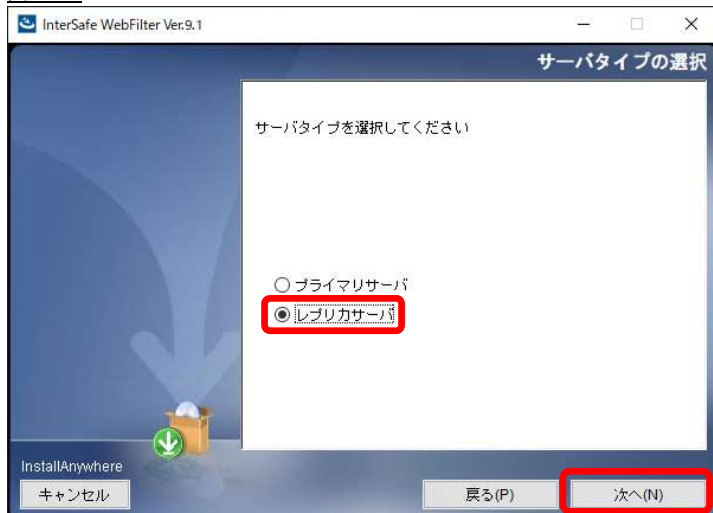 InterSafe WebFilter Ver.9.1
サーバタイプの選択
サーバタイプを選択してください
プライマリサーバ
レプリカサーバ
InstallAnywhere
キャンセル
戻る(P)
次へ(N)